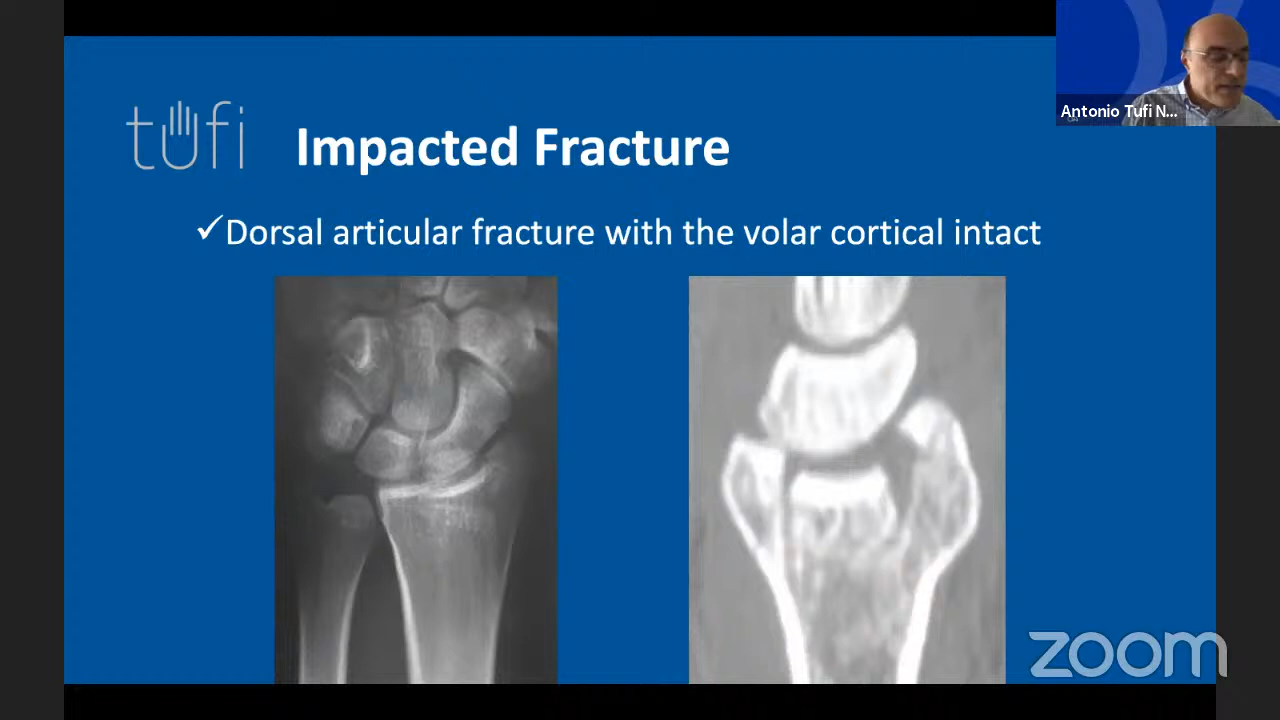 tufi
Impacted Fracture
✓Dorsal articular fracture with the volar cortical intact
Antonio Tufi N...
zoom